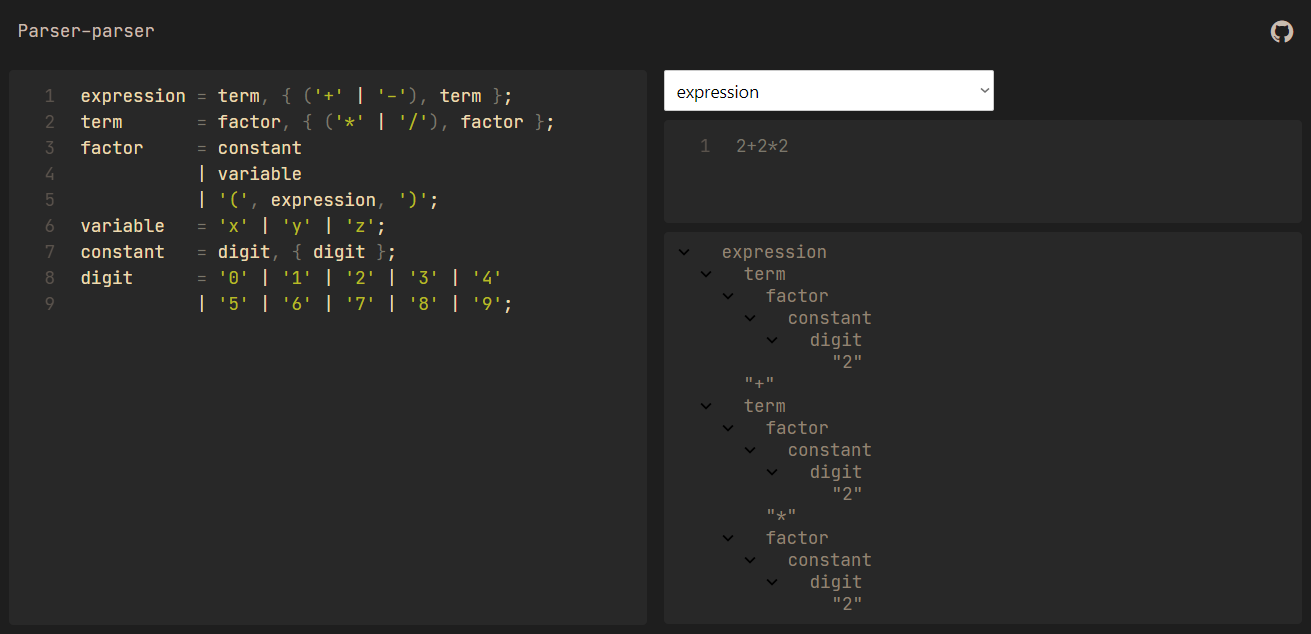 Parser-parser
1 expression = term, { ('+' | '-'), term };
2 term       = factor, { ('*' | '/'), factor };
3 factor     = constant
4            | variable
5            | '(', expression, ')';
6 variable   = 'x' | 'y' | 'z';
7 constant   = digit, { digit };
8 digit      = '0' | '1' | '2' | '3' | '4'
9            | '5' | '6' | '7' | '8' | '9';
expression
1 2+2*2
expression
term
factor
constant
digit
"2"
"+"
term
factor
constant
digit
"2"
"*"
factor
constant
digit
"2"